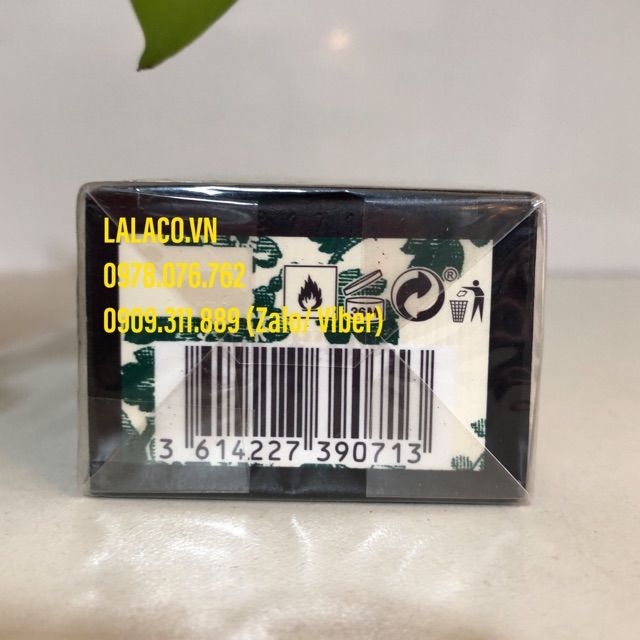 LALACO.VN
0978.076.762
0909.311.889 (Zalo/ Viber)
®
3 614227 390713